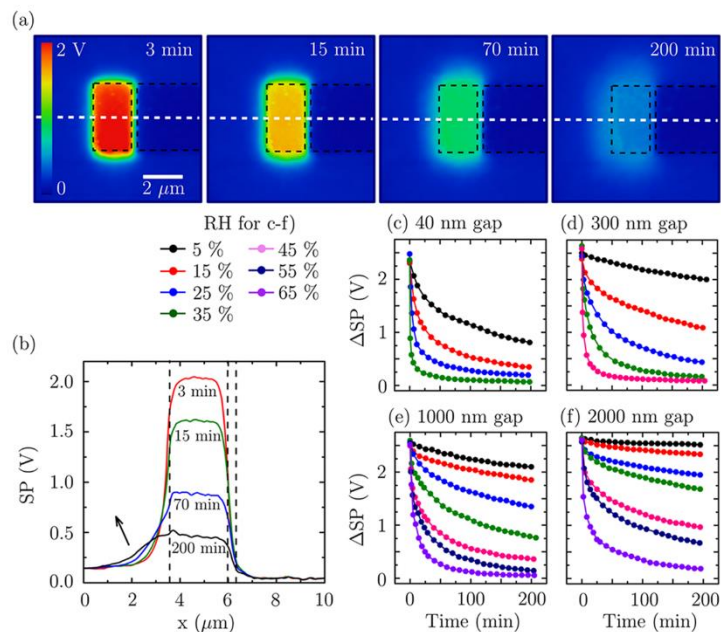 (a)
2 V 3 min 15 min 70 min 200 min
0 2 μm
RH for c-f)
5 % 45 %
15 % 55 %
25 % 65 %
35 %
(c) 40 nm gap (d) 300 nm gap
ΔSP (V)
2
1
0
(b)
SP (V)
2.0
1.5
1.0
0.5
0.0
3 min
15 min
70 min
200 min
0 2 4 6 8 10
x (μm)
(e) 1000 nm gap (f) 2000 nm gap
ΔSP (V)
2
1
0
0 100 200 0 100 200
Time (min) Time (min)